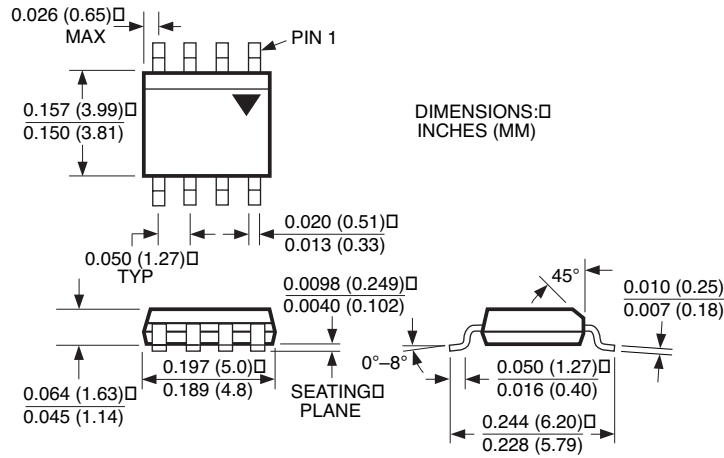 0.026 (0.65)□
MAX
PIN 1
0.157 (3.99)□
0.150 (3.81)
DIMENSIONS:□
INCHES (MM)
0.020 (0.51)□
0.013 (0.33)
0.050 (1.27)□
TYP
0.0098 (0.249)□
0.0040 (0.102)
45°
0.010 (0.25)
0.007 (0.18)
0.064 (1.63)□
0.045 (1.14)
0.197 (5.0)□
0.189 (4.8)
SEATING□
PLANE
0°–8°
0.050 (1.27)□
0.016 (0.40)
0.244 (6.20)□
0.228 (5.79)